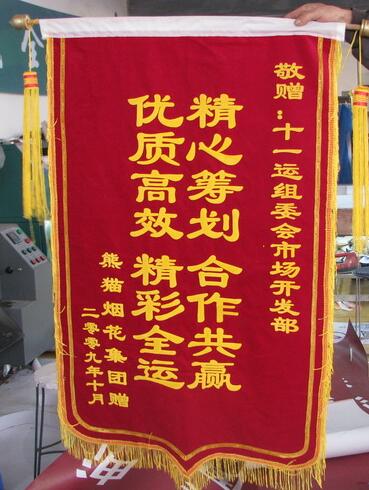 敬赠：十一运组委会市场开发部
精心筹划 合作共赢
优质高效 精彩全运
熊猫烟花集团赠
二零零九年十月